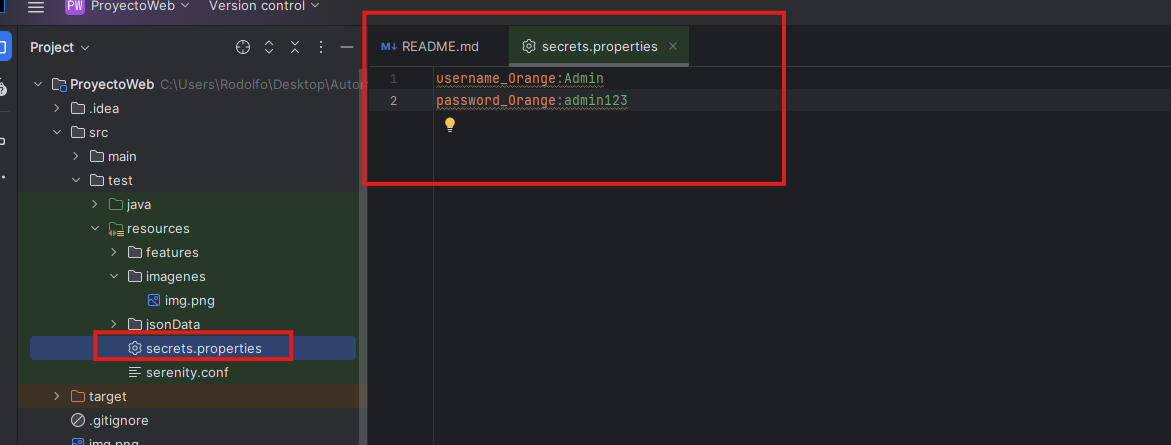 PW ProyectoWeb Version control
Project
README.md
secrets.properties
1 username_Orange:Admin
2 password_Orange:admin123
ProyectoWeb C:\Users\Rodolfo\Desktop\Autor
.idea
src
main
test
java
resources
features
imagenes
img.png
jsonData
secrets.properties
serenity.conf
target
.gitignore
img.png